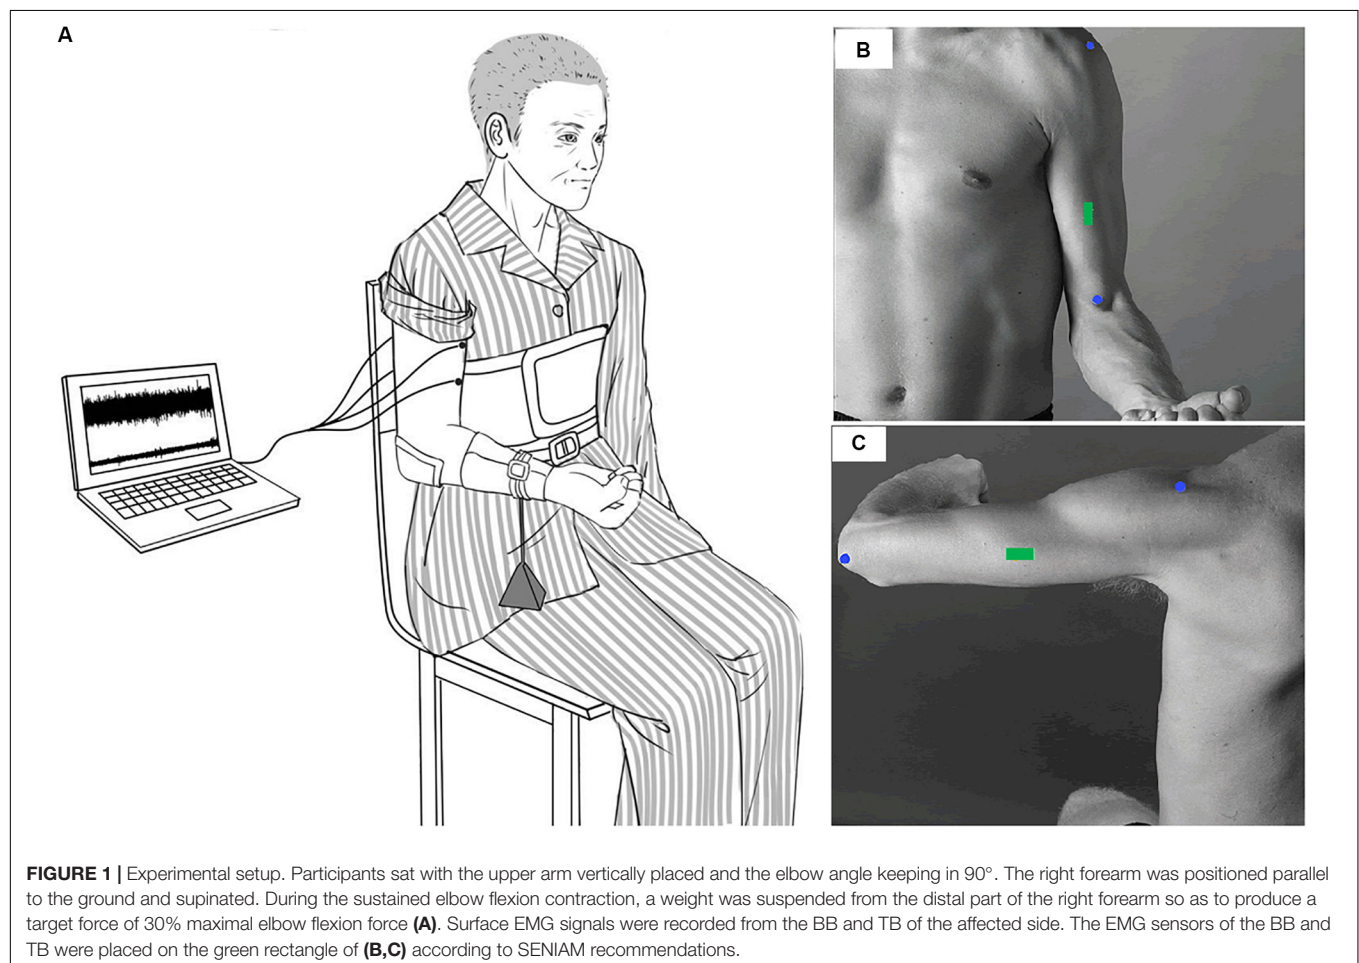 A
B
C
FIGURE 1 | Experimental setup. Participants sat with the upper arm vertically placed and the elbow angle keeping in 90°. The right forearm was positioned parallel
to the ground and supinated. During the sustained elbow flexion contraction, a weight was suspended from the distal part of the right forearm so as to produce a
target force of 30% maximal elbow flexion force (A). Surface EMG signals were recorded from the BB and TB of the affected side. The EMG sensors of the BB and
TB were placed on the green rectangle of (B,C) according to SENIAM recommendations.